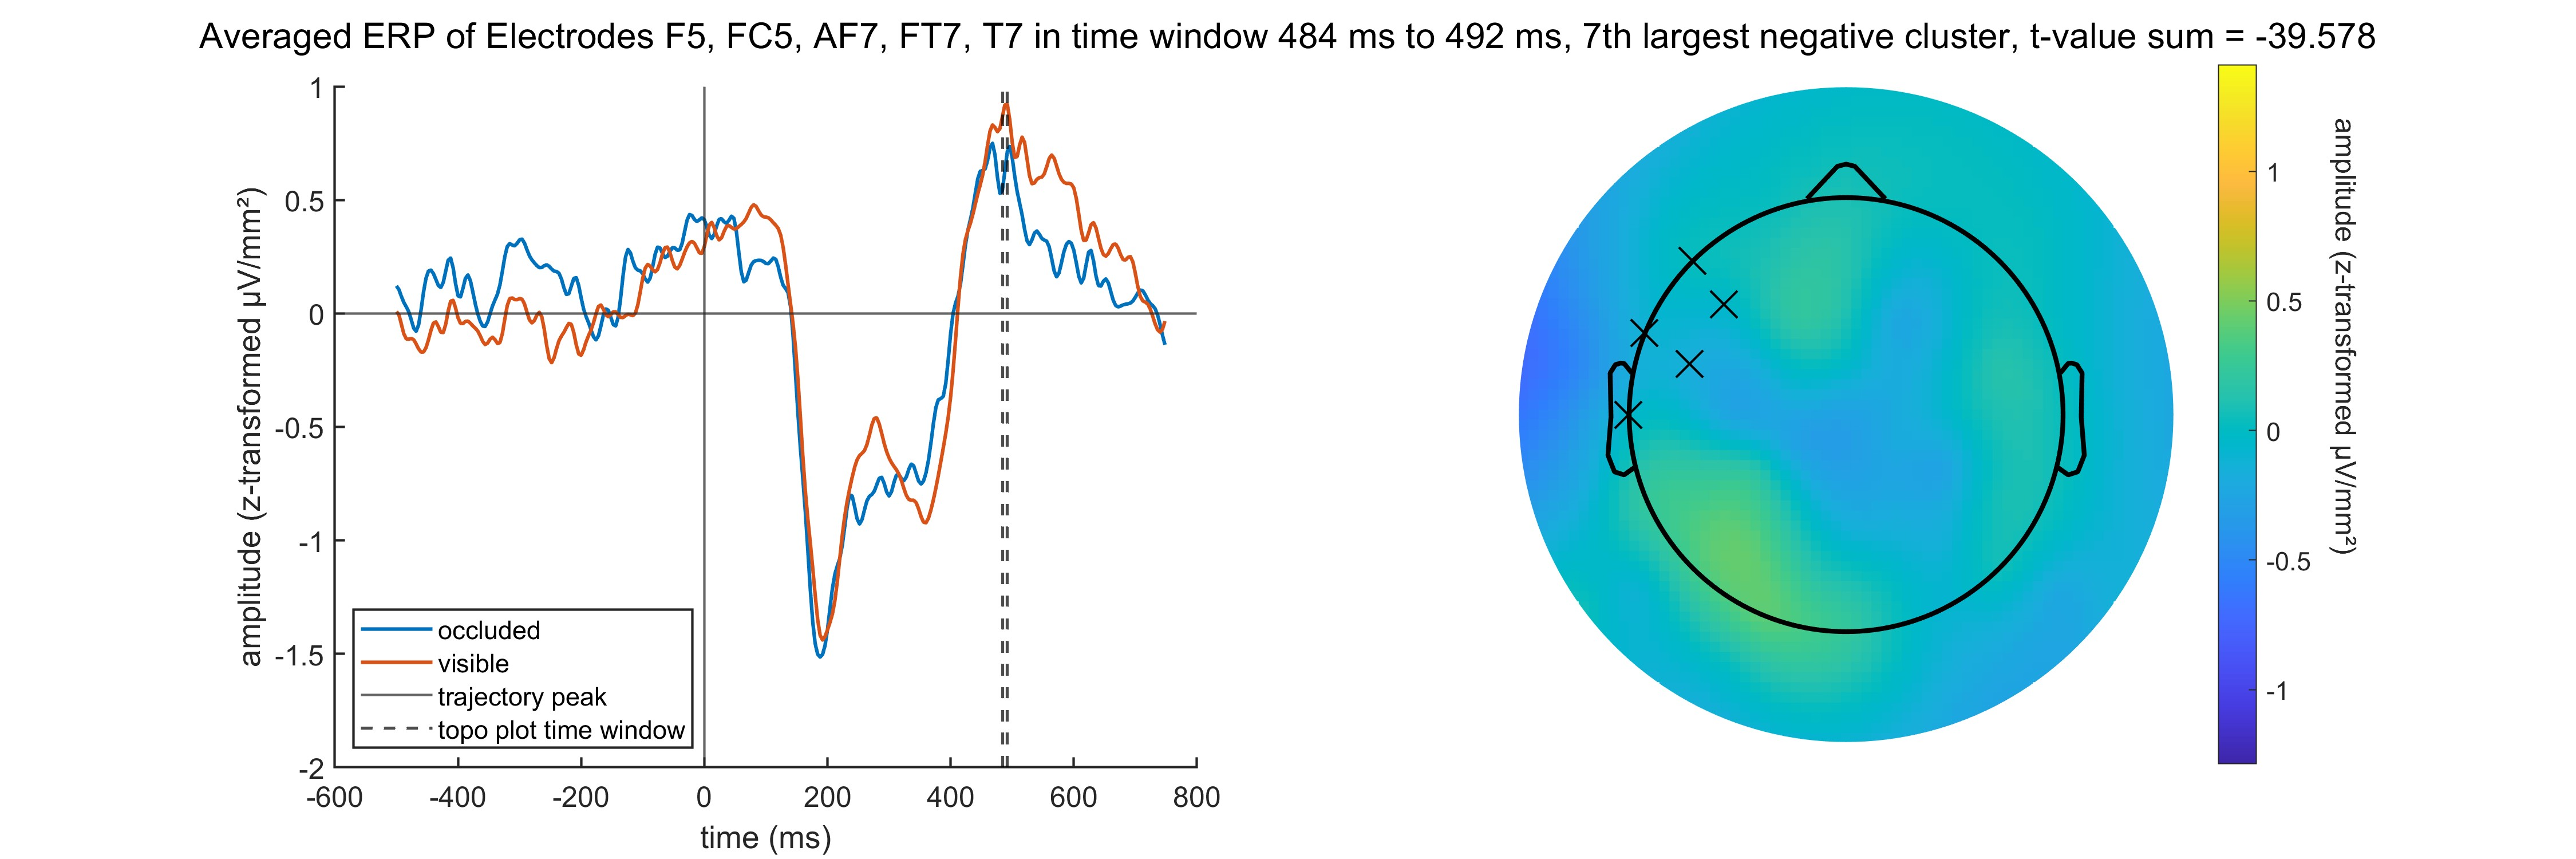 Averaged ERP of Electrodes F5, FC5, AF7, FT7, T7 in time window 484 ms to 492 ms, 7th largest negative cluster, t-value sum = -39.578
amplitude (z-transformed µV/mm²)
1
0.5
0
-0.5
-1
-1.5
-2
-600
-400
-200
0
200
400
600
800
time (ms)
occluded
visible
trajectory peak
topo plot time window
1
0.5
0
-0.5
-1
amplitude (z-transformed µV/mm²)